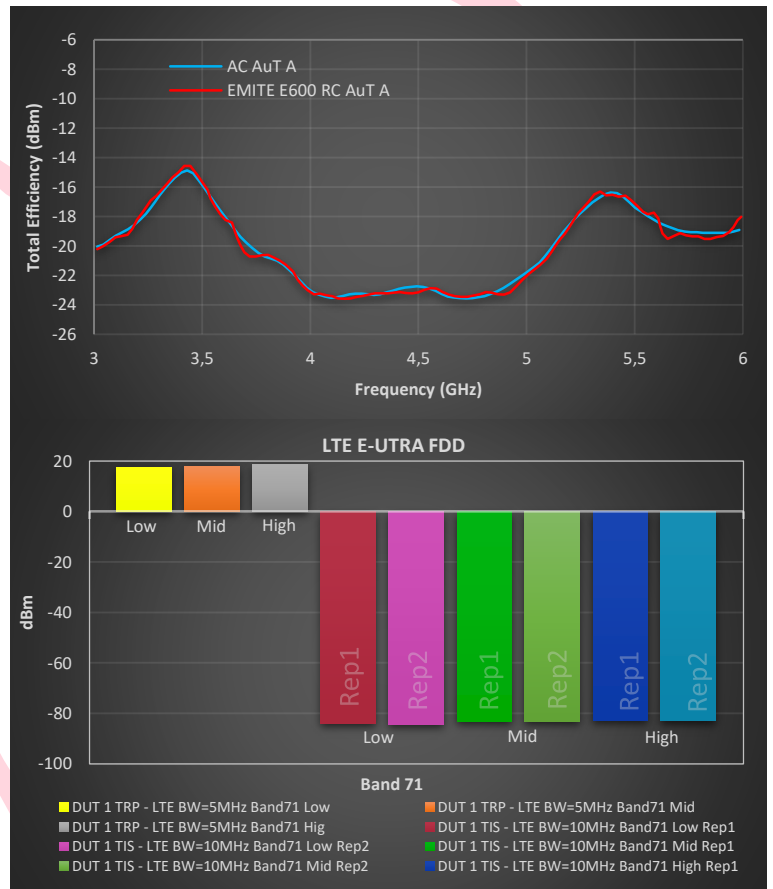 -6
-8
-10
-12
-14
-16
-18
-20
-22
-24
-26
Total Efficiency (dBm)
AC AuT A
EMITE E600 RC AuT A
3 3,5 4 4,5 5 5,5 6
Frequency (GHz)
LTE E-UTRA FDD
20
0
-20
-40
-60
-80
-100
dBm
Low Mid High
Rep1 Rep2 Rep1 Rep2 Rep1 Rep2
Low Mid High
Band 71
DUT 1 TRP - LTE BW=5MHz Band71 Low
DUT 1 TRP - LTE BW=5MHz Band71 Mid
DUT 1 TRP - LTE BW=5MHz Band71 Hig
DUT 1 TIS - LTE BW=10MHz Band71 Low Rep1
DUT 1 TIS - LTE BW=10MHz Band71 Low Rep2
DUT 1 TIS - LTE BW=10MHz Band71 Mid Rep1
DUT 1 TIS - LTE BW=10MHz Band71 Mid Rep2
DUT 1 TIS - LTE BW=10MHz Band71 High Rep1